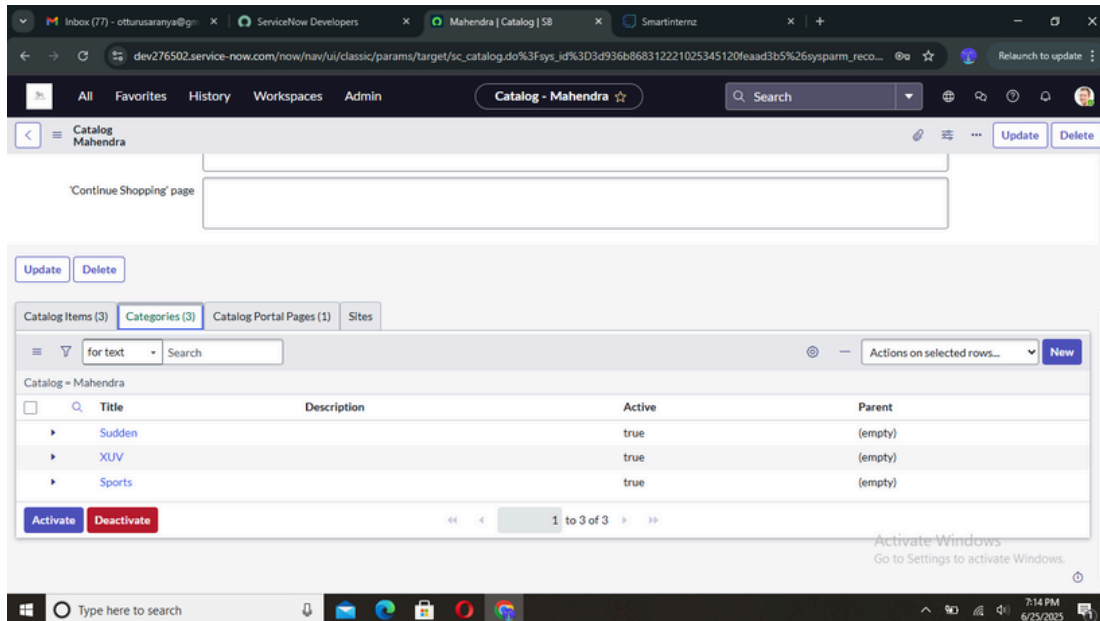 Inbox (77) - otturusaranya@gm
ServiceNow Developers
Mahendra | Catalog | S8
Smartinternz
dev276502.service-now.com/now/nav/ui/classic/params/target/sc_catalog.do%3Fsys_id%3D3d936b868312221025345120feaad3b5%26sysparm_reco...
Relaunch to update
All Favorites History Workspaces Admin
Catalog - Mahendra
Search
Catalog
Mahendra
Update Delete
'Continue Shopping' page
Update Delete
Catalog Items (3) Categories (3) Catalog Portal Pages (1) Sites
for text Search Actions on selected rows... New
Catalog = Mahendra
Title Description Active Parent
Sudden true (empty)
XUV true (empty)
Sports true (empty)
Activate Deactivate 1 to 3 of 3
Activate Windows
Go to Settings to activate Windows.
Type here to search
7:14 PM
6/25/2025